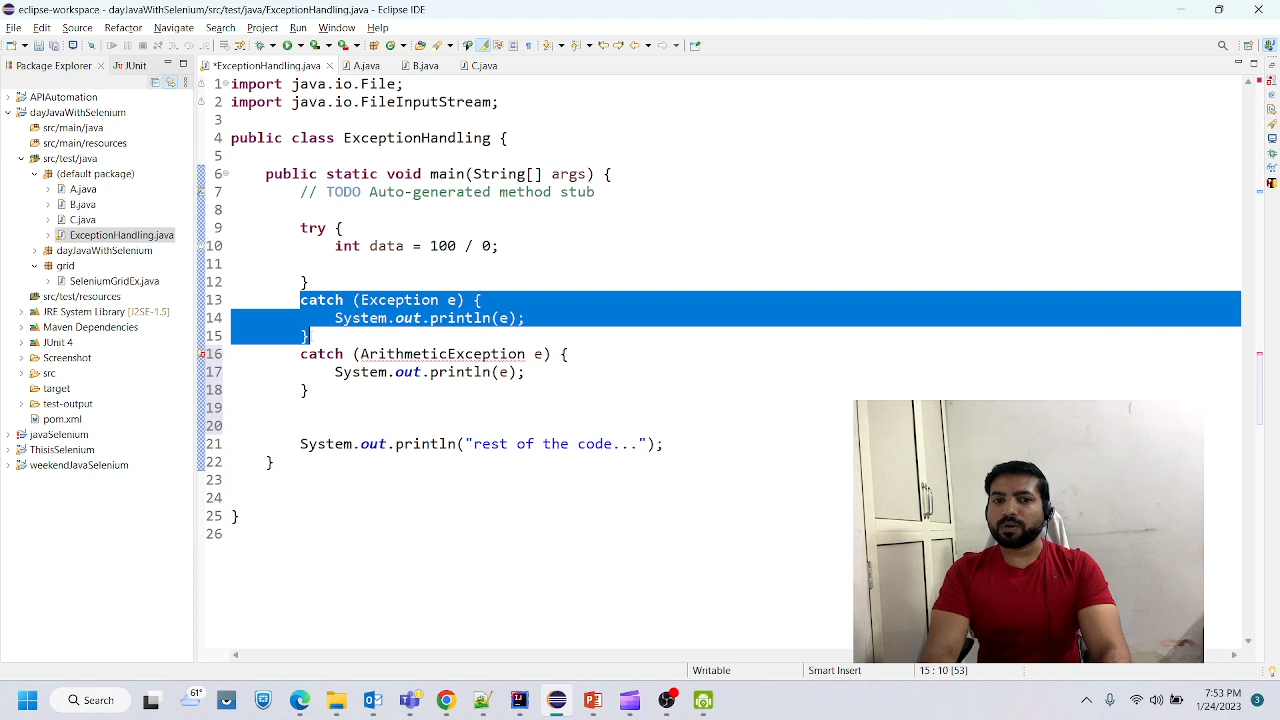 eclipse-workspace - dayJavaWithSelenium/src/test/java/ExceptionHandling.java - Eclipse IDE
File Edit Source Refactor Navigate Search Project Run Window Help
Package Explorer
JUnit
*ExceptionHandling.java
A.java
B.java
C.java
APIAutomation
dayJavaWithSelenium
src/main/java
src/main/resources
src/test/java
(default package)
A.java
B.java
C.java
ExceptionHandling.java
dayJavaWithSelenium
grid
SeleniumGridEx.java
src/test/resources
JRE System Library [J2SE-1.5]
Maven Dependencies
JUnit 4
Screenshot
src
target
test-output
pom.xml
javaSelenium
ThisisSelenium
weekendJavaSelenium
1 import java.io.File;
2 import java.io.FileInputStream;
3
4 public class ExceptionHandling {
5
6 public static void main(String[] args) {
7 // TODO Auto-generated method stub
8
9 try {
10 int data = 100 / 0;
11
12 }
13 catch (Exception e) {
14 System.out.println(e);
15 }
16 catch (ArithmeticException e) {
17 System.out.println(e);
18 }
19
20
21 System.out.println("rest of the code...");
22 }
23
24
25 }
26
Writable
Smart Insert
15 : 10 [53]
Search
61°
7:53 PM
1/24/2023
3